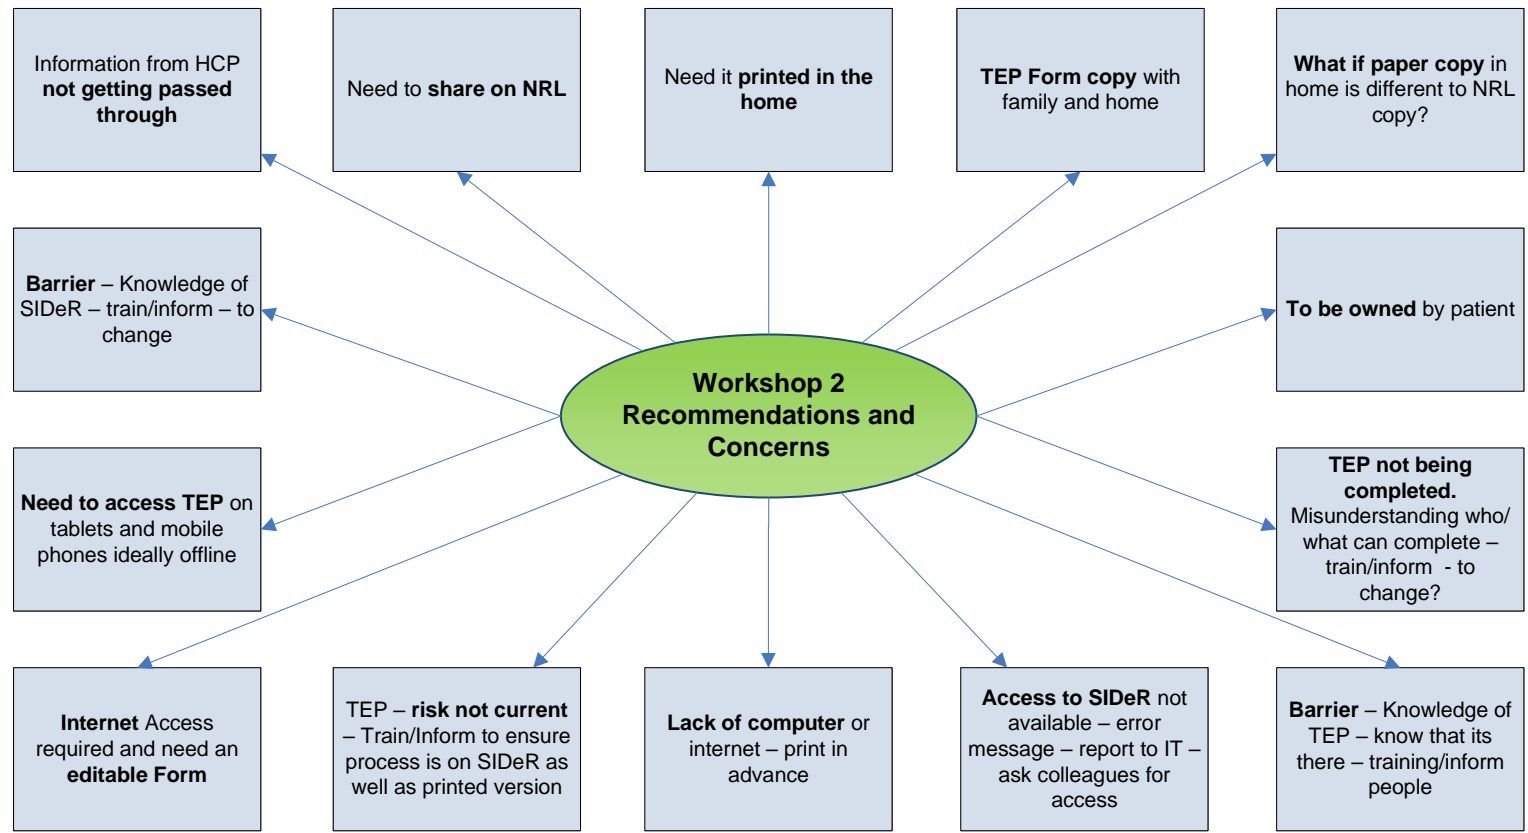 Information from HCP
not getting passed
through
Need to share on NRL
Need it printed in the
home
TEP Form copy with
family and home
What if paper copy in
home is different to NRL
copy?
Barrier – Knowledge of
SIDeR – train/inform – to
change
To be owned by patient
Workshop 2
Recommendations and
Concerns
Need to access TEP on
tablets and mobile
phones ideally offline
TEP not being
completed.
Misunderstanding who/
what can complete –
train/inform  - to
change?
Internet Access
required and need an
editable Form
TEP – risk not current
– Train/Inform to ensure
process is on SIDeR as
well as printed version
Lack of computer or
internet – print in
advance
Access to SIDeR not
available – error
message – report to IT –
ask colleagues for
access
Barrier – Knowledge of
TEP – know that its
there – training/inform
people